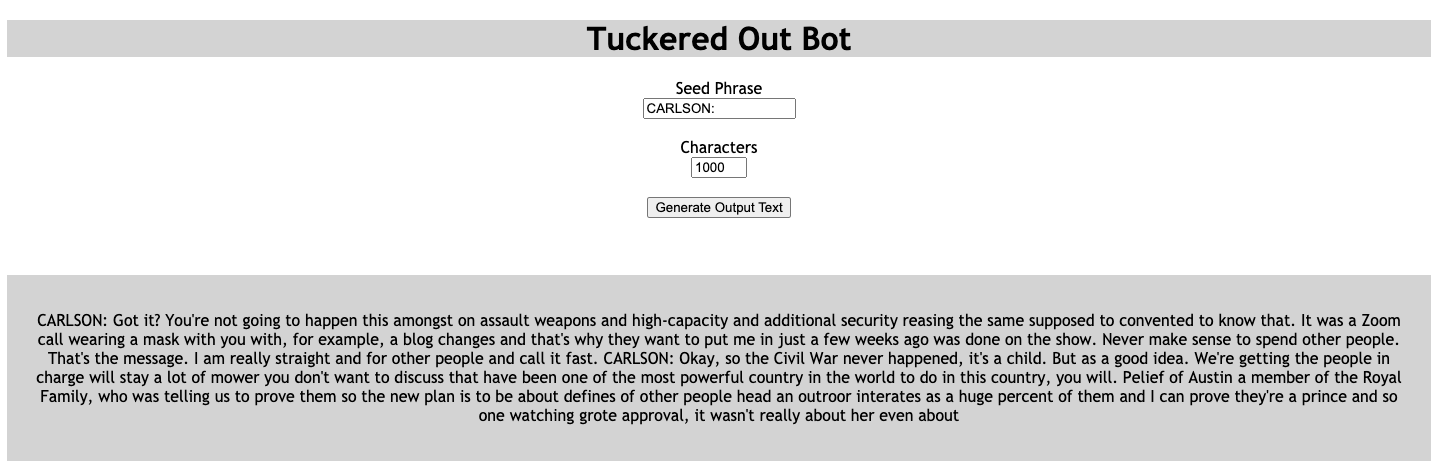 Tuckered Out Bot
Seed Phrase
CARLSON:
Characters
1000
Generate Output Text
CARLSON: Got it? You're not going to happen this amongst on assault weapons and high-capacity and additional security reasing the same supposed to convented to know that. It was a Zoom
call wearing a mask with you with, for example, a blog changes and that's why they want to put me in just a few weeks ago was done on the show. Never make sense to spend other people.
That's the message. I am really straight and for other people and call it fast. CARLSON: Okay, so the Civil War never happened, it's a child. But as a good idea. We're getting the people in
charge will stay a lot of mower you don't want to discuss that have been one of the most powerful country in the world to do in this country, you will. Pelief of Austin a member of the Royal
Family, who was telling us to prove them so the new plan is to be about defines of other people head an outroor interates as a huge percent of them and I can prove they're a prince and so
one watching grote approval, it wasn't really about her even about